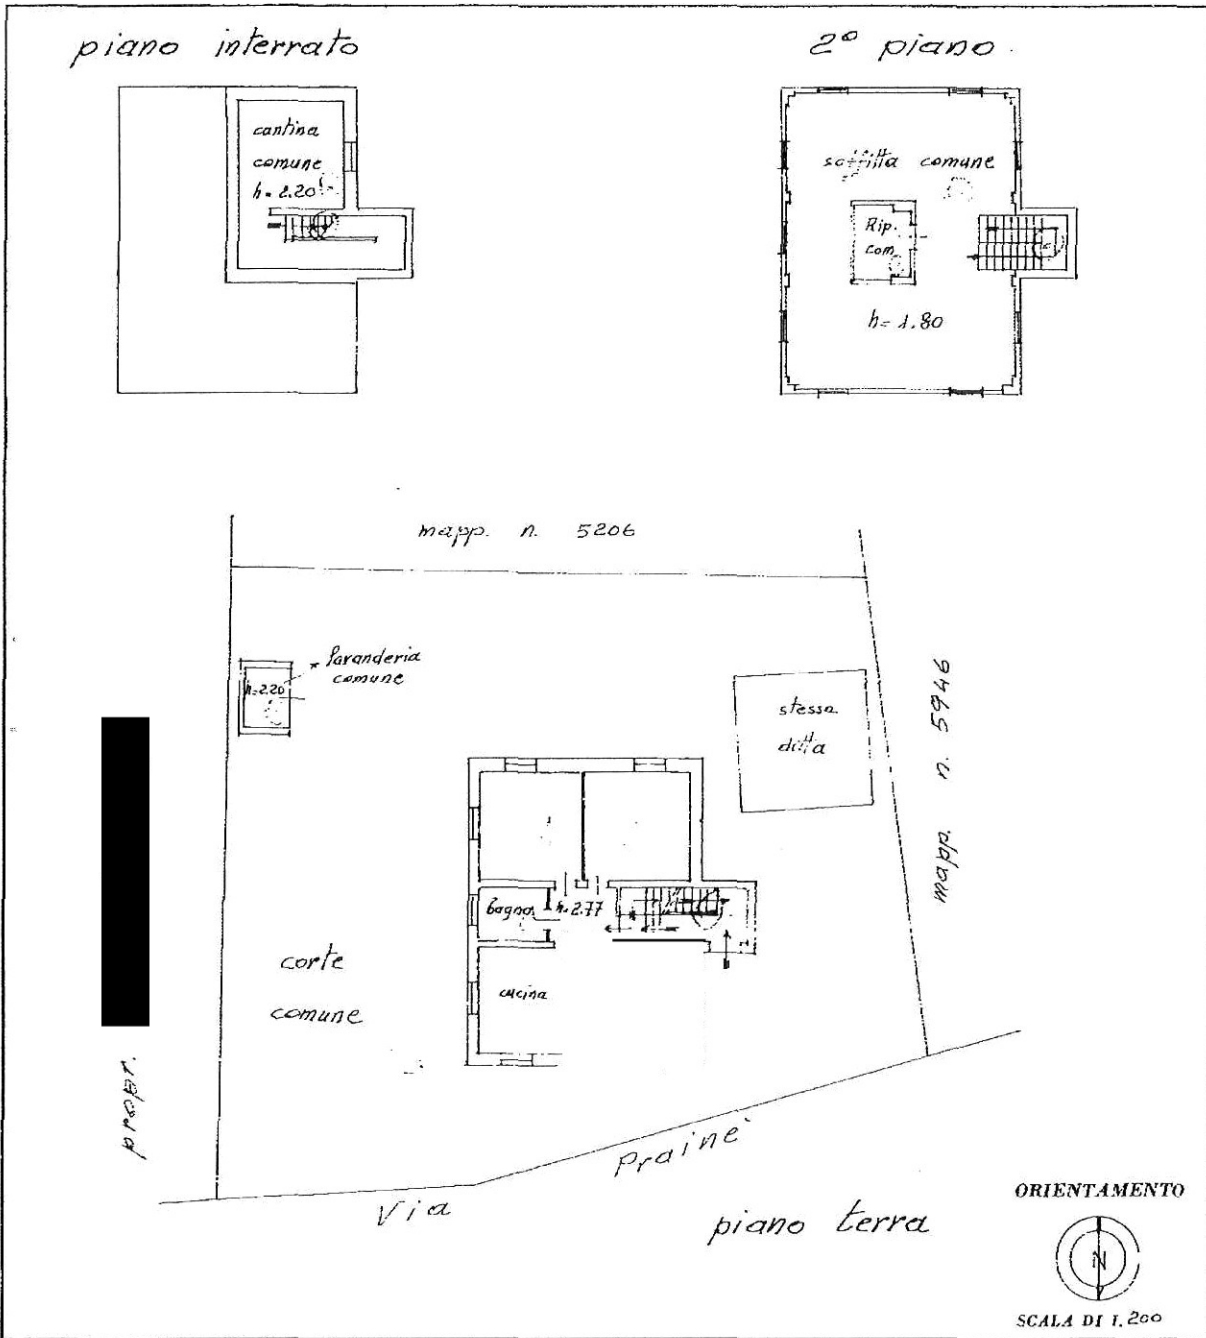 piano interrato
2º piano
cantina
comune
h=2.20
soffitta comune
Rip.
com.
h=1.80
mapp. n. 5206
* lavanderia
comune
h=2.20
stessa
ditta
mapp. n. 5946
bagno
h=2.77
cucina
corte
comune
propr.
Via Prainè
piano terra
ORIENTAMENTO
N
SCALA DI 1.200